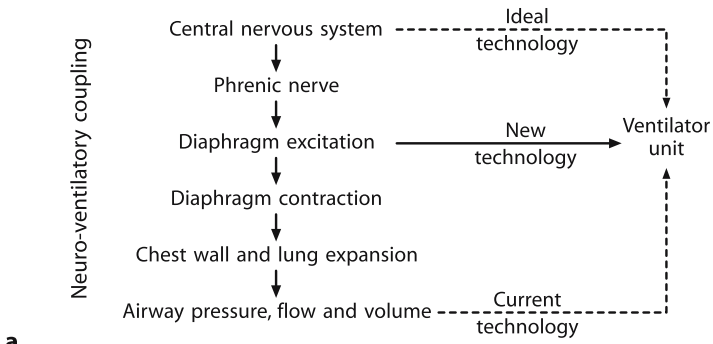 Neuro-ventilatory coupling
Central nervous system
Ideal
technology
Phrenic nerve
Diaphragm excitation
New
technology
Ventilator
unit
Diaphragm contraction
Chest wall and lung expansion
Airway pressure, flow and volume
Current
technology
a